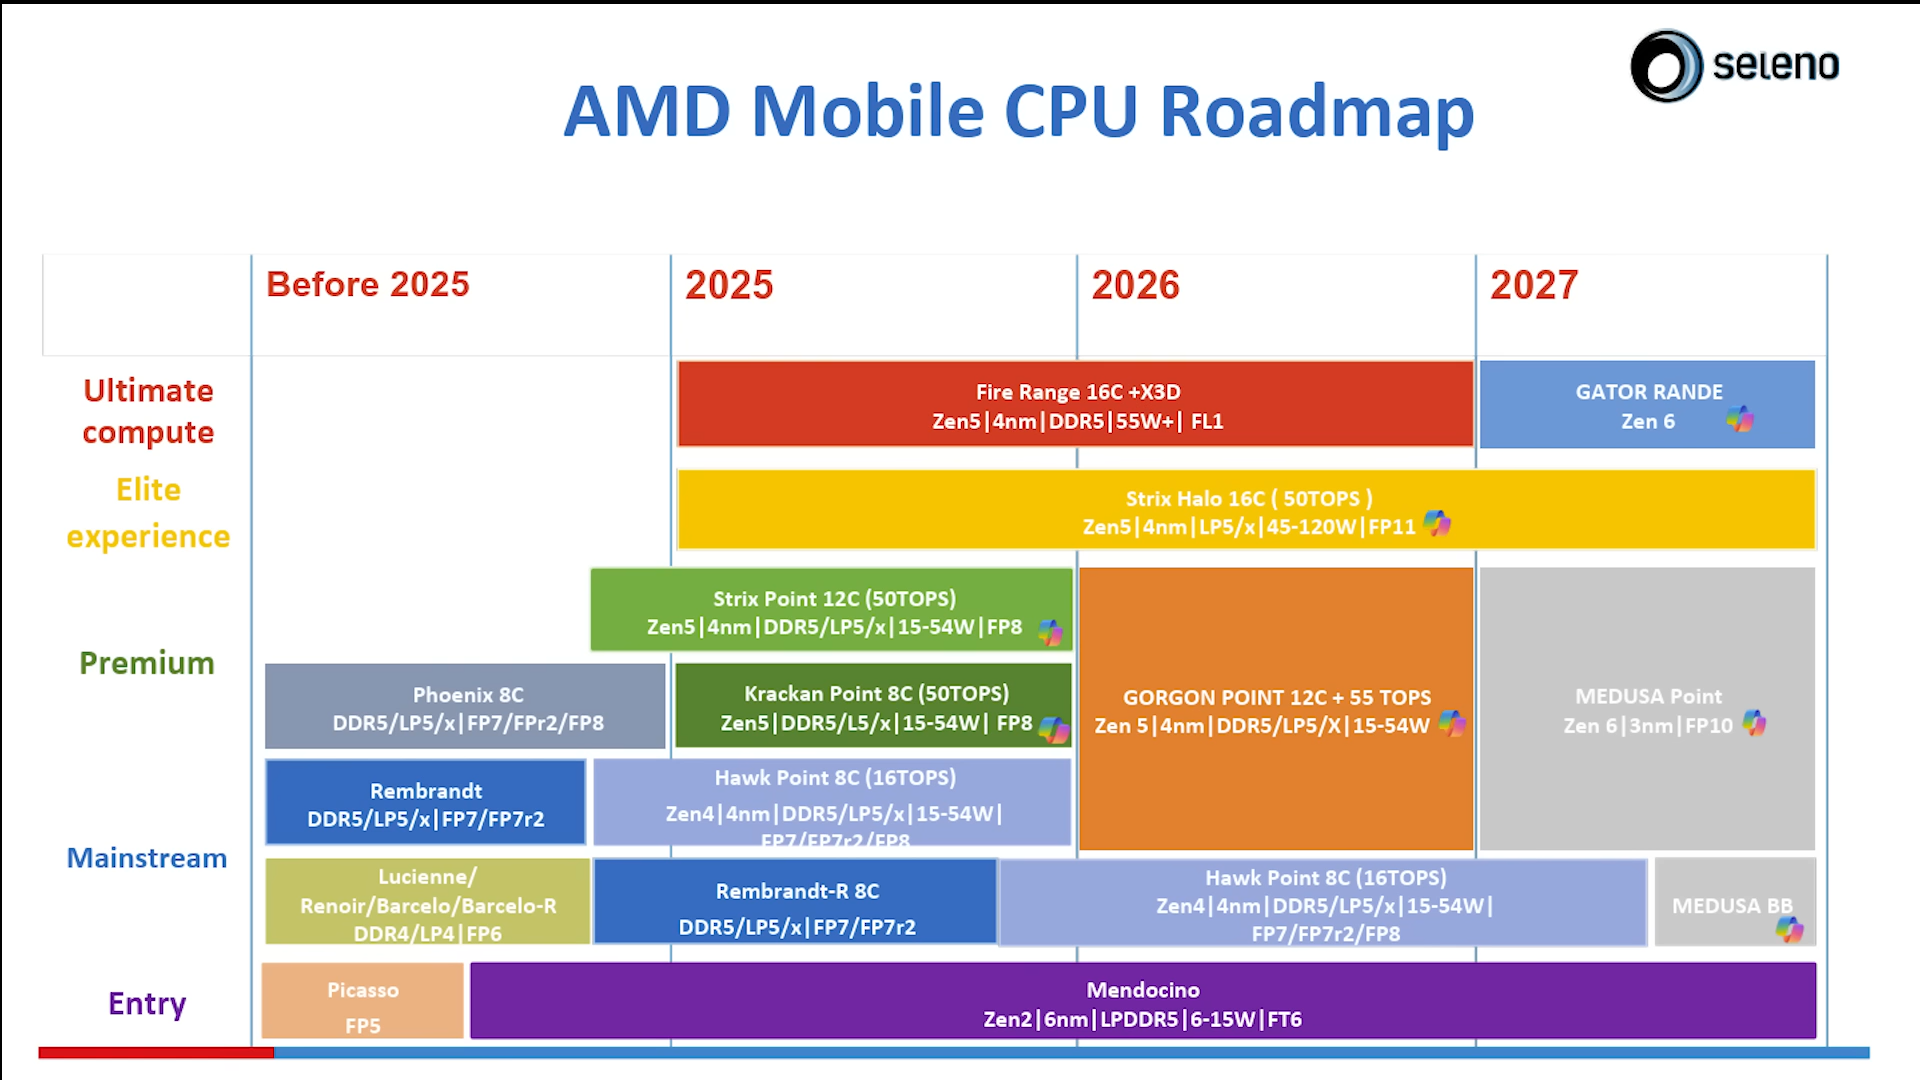 seleno
AMD Mobile CPU Roadmap
Before 2025
2025
2026
2027
Ultimate
compute
Fire Range 16C +X3D
Zen5|4nm|DDR5|55W+| FL1
GATOR RANDE
Zen 6
Elite
experience
Strix Halo 16C ( 50TOPS )
Zen5|4nm|LP5/x|45-120W|FP11
Premium
Strix Point 12C (50TOPS)
Zen5|4nm|DDR5/LP5/x|15-54W|FP8
Phoenix 8C
DDR5/LP5/x|FP7/FPr2/FP8
Krackan Point 8C (50TOPS)
Zen5|DDR5/L5/x|15-54W| FP8
GORGON POINT 12C + 55 TOPS
Zen 5|4nm|DDR5/LP5/X|15-54W
MEDUSA Point
Zen 6|3nm|FP10
Mainstream
Rembrandt
DDR5/LP5/x|FP7/FP7r2
Hawk Point 8C (16TOPS)
Zen4|4nm|DDR5/LP5/x|15-54W|
FP7/FP7r2/FP8
Lucienne/
Renoir/Barcelo/Barcelo-R
DDR4/LP4|FP6
Rembrandt-R 8C
DDR5/LP5/x|FP7/FP7r2
Hawk Point 8C (16TOPS)
Zen4|4nm|DDR5/LP5/x|15-54W|
FP7/FP7r2/FP8
MEDUSA BB
Entry
Picasso
FP5
Mendocino
Zen2|6nm|LPDDR5|6-15W|FT6